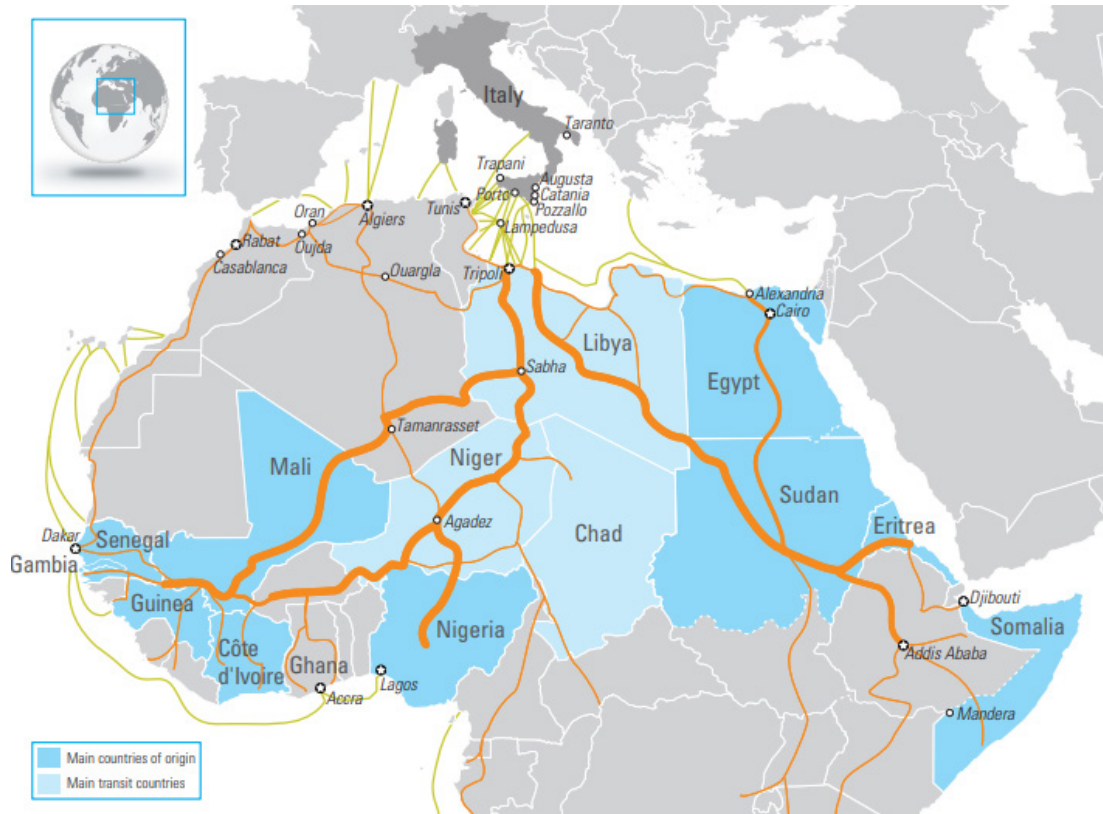 Italy
Taranto
Trapani
Augusta
Porto
Catania
Pozzallo
Tunis
Lampedusa
Oran
Algiers
Rabat
Oujda
Casablanca
Ouargla
Tripoli
Alexandria
Cairo
Libya
Sabha
Egypt
Tamanrasset
Mali
Niger
Sudan
Agadez
Eritrea
Dakar
Senegal
Chad
Gambia
Guinea
Djibouti
Nigeria
Somalia
Côte
d'Ivoire
Ghana
Addis Ababa
Lagos
Accra
Mandera
Main countries of origin
Main transit countries